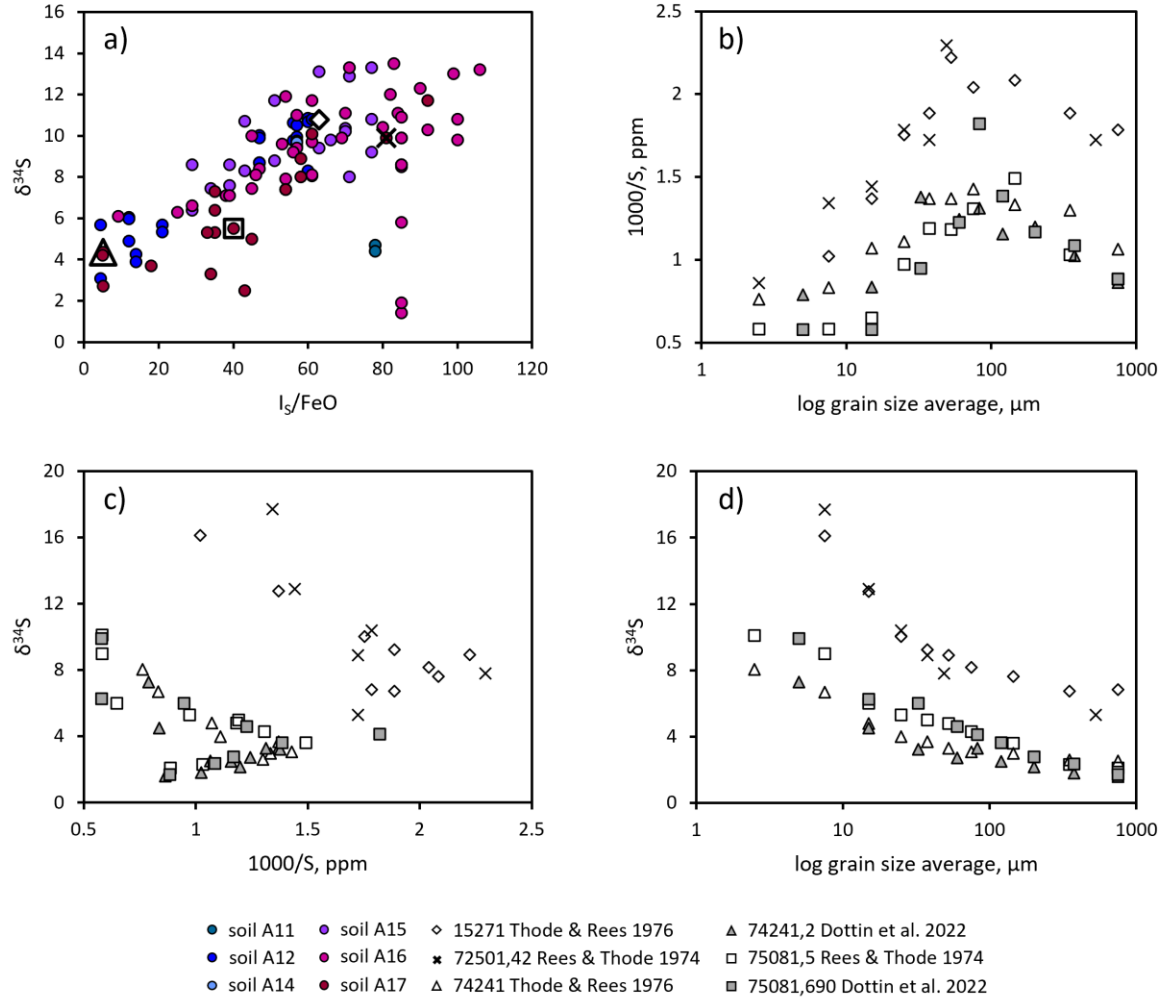 a)
δ34S
16
14
12
10
8
6
4
2
0
0 20 40 60 80 100 120
IS/FeO
b)
1000/S, ppm
2.5
2
1.5
1
0.5
1 10 100 1000
log grain size average, μm
c)
δ34S
20
16
12
8
4
0
0.5 1 1.5 2 2.5
1000/S, ppm
d)
δ34S
20
16
12
8
4
0
1 10 100 1000
log grain size average, μm
soil A11 soil A15 15271 Thode & Rees 1976 74241,2 Dottin et al. 2022
soil A12 soil A16 72501,42 Rees & Thode 1974 75081,5 Rees & Thode 1974
soil A14 soil A17 74241 Thode & Rees 1976 75081,690 Dottin et al. 2022